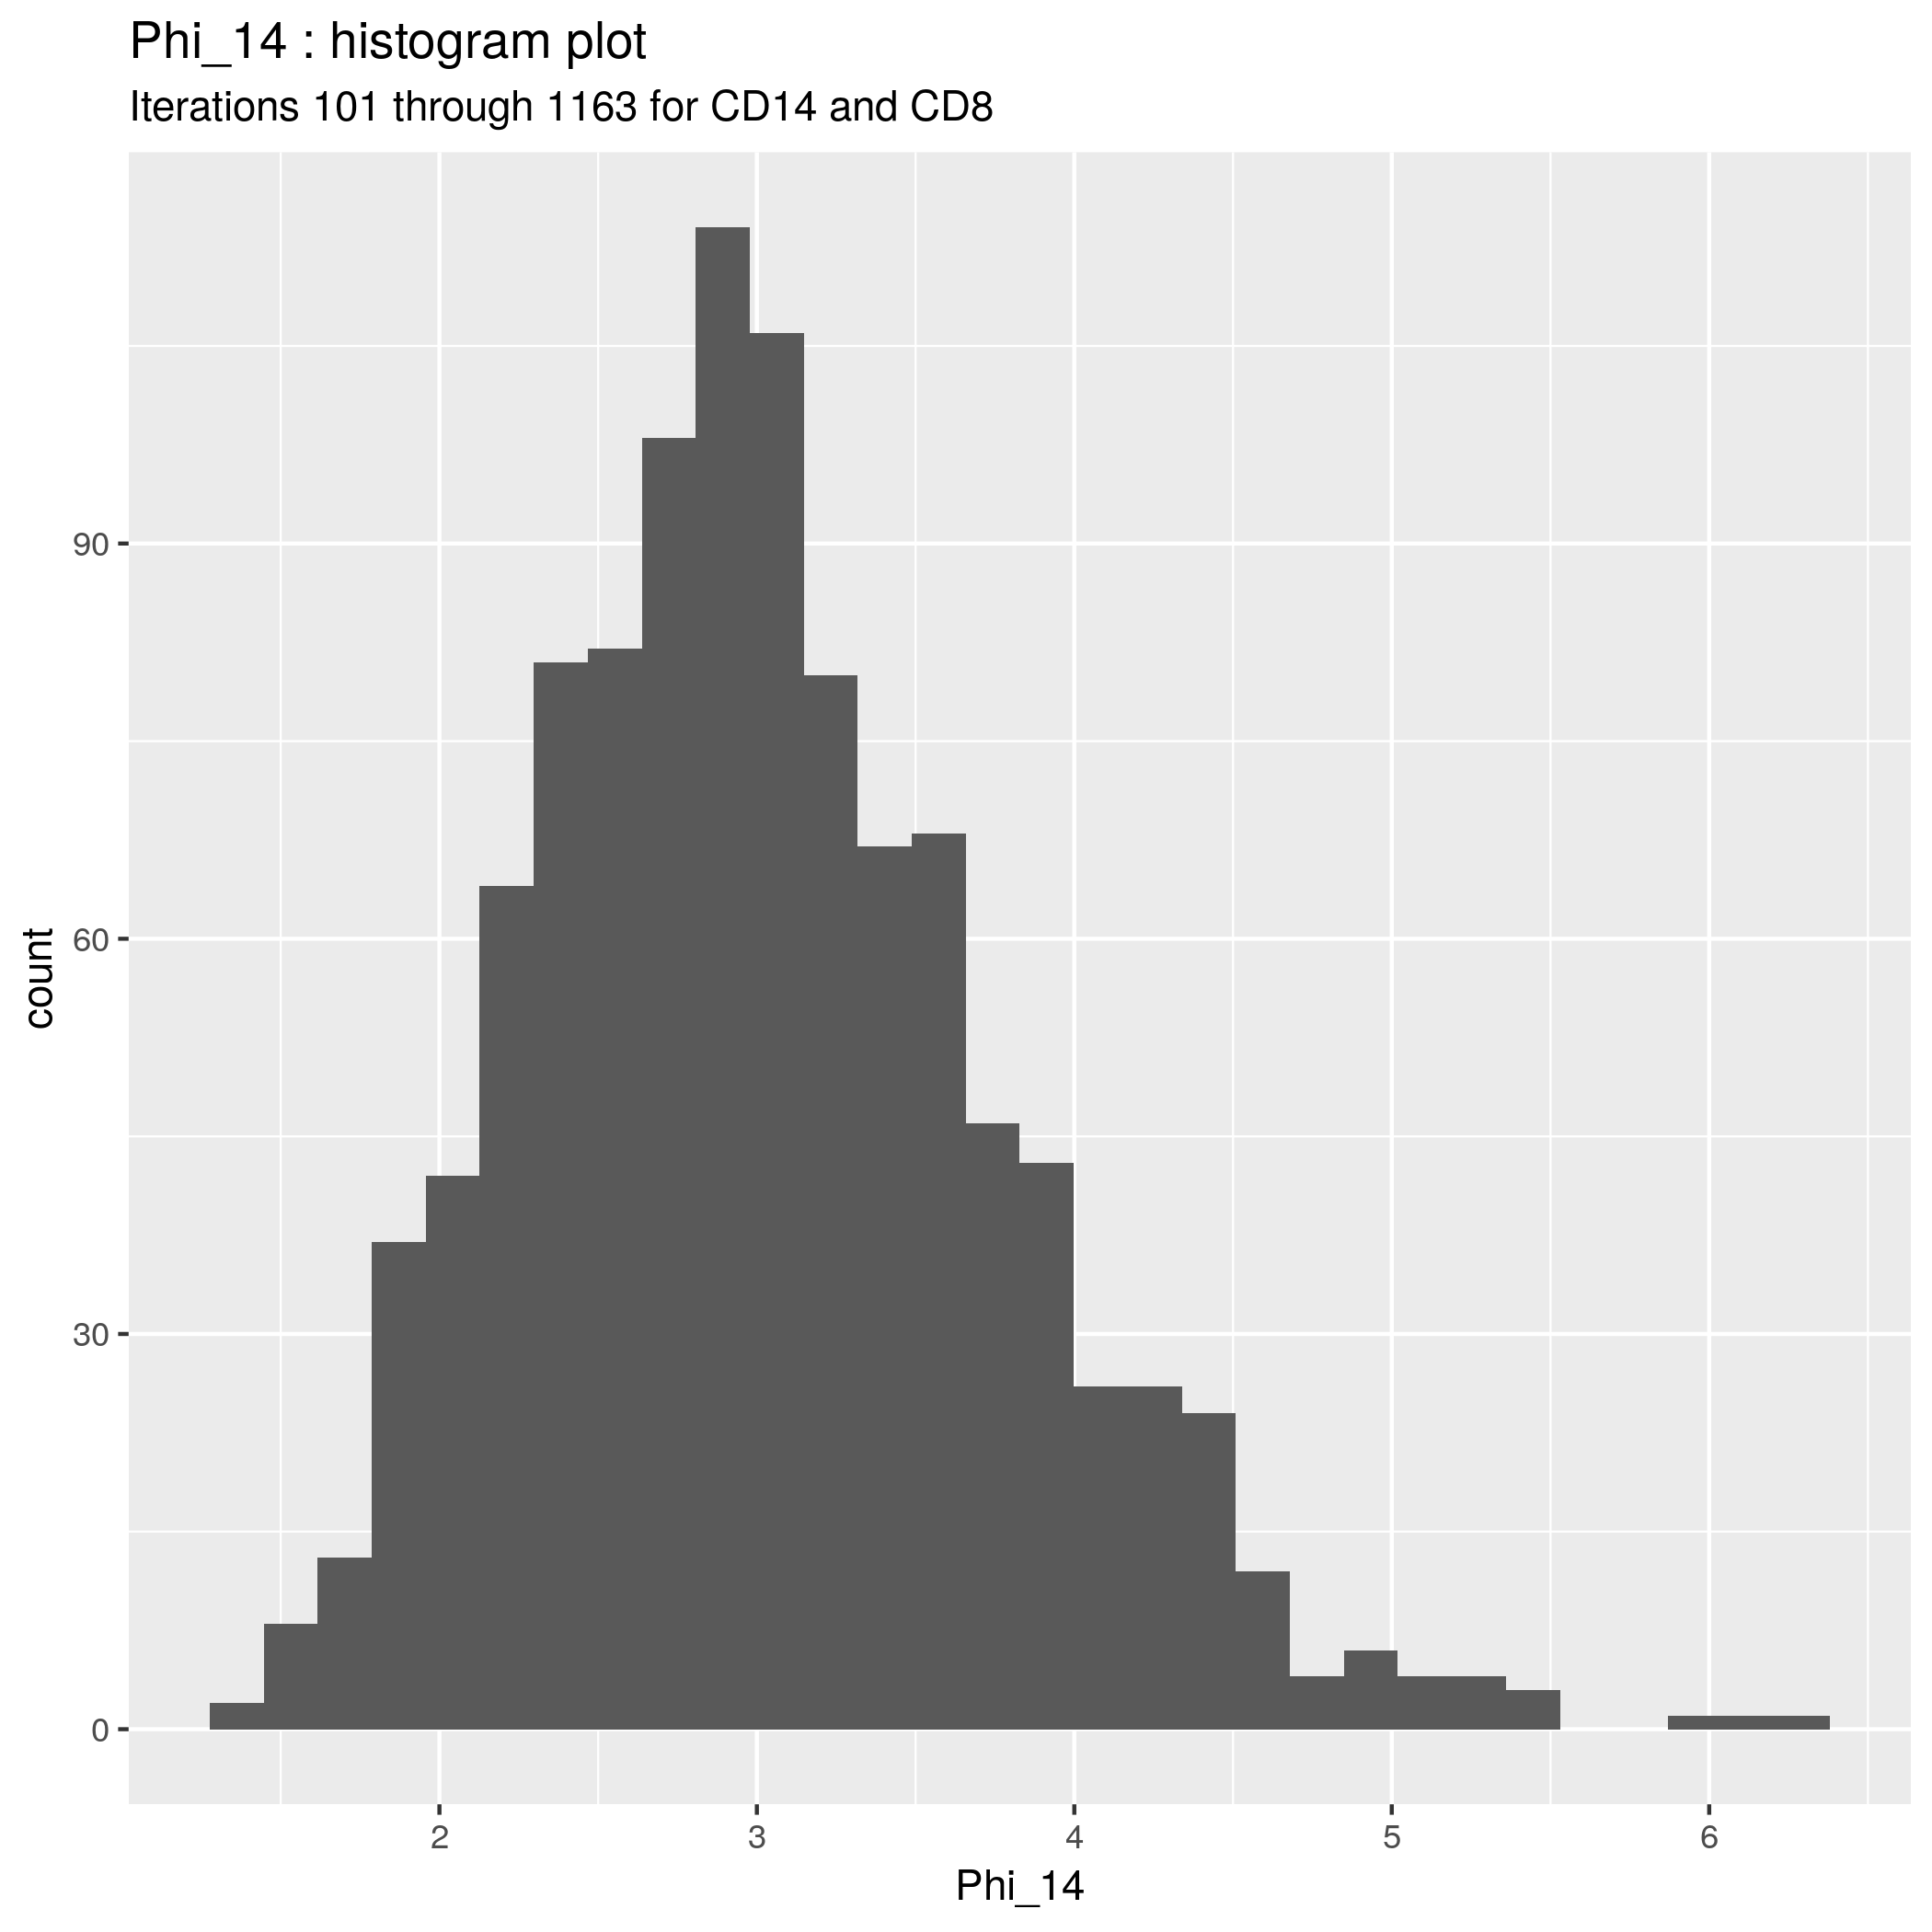 Phi_14 : histogram plot
Iterations 101 through 1163 for CD14 and CD8
count
90
60
30
0
2 3 4 5 6
Phi_14